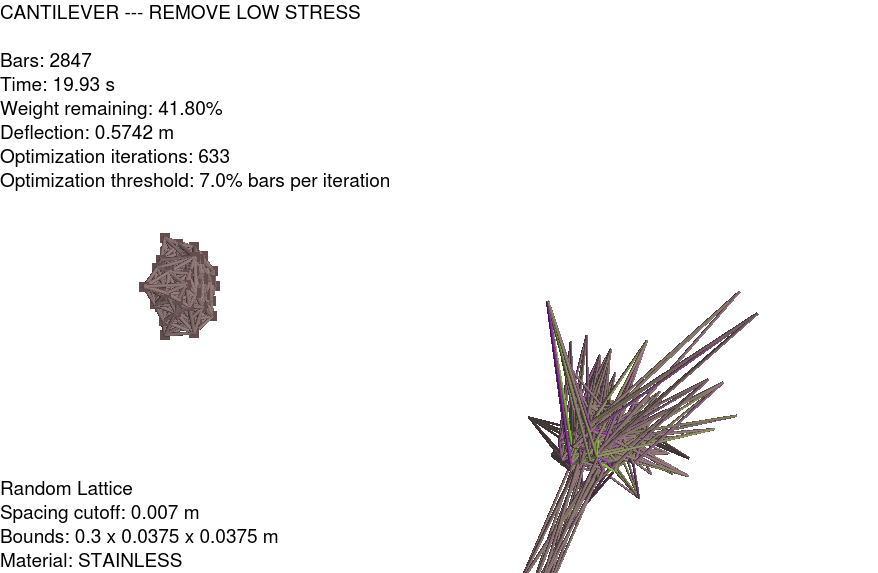 CANTILEVER --- REMOVE LOW STRESS
Bars: 2847
Time: 19.93 s
Weight remaining: 41.80%
Deflection: 0.5742 m
Optimization iterations: 633
Optimization threshold: 7.0% bars per iteration
Random Lattice
Spacing cutoff: 0.007 m
Bounds: 0.3 x 0.0375 x 0.0375 m
Material: STAINLESS